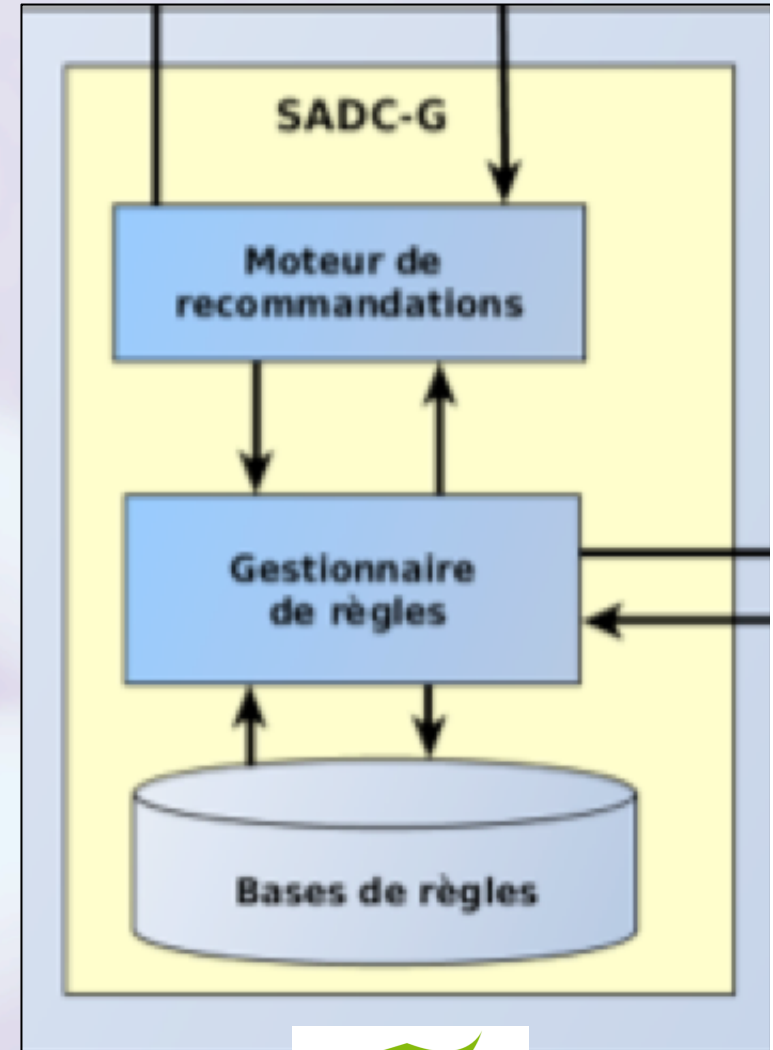 SADC-G
Moteur de
recommandations
Gestionnaire
de règles
Bases de règles